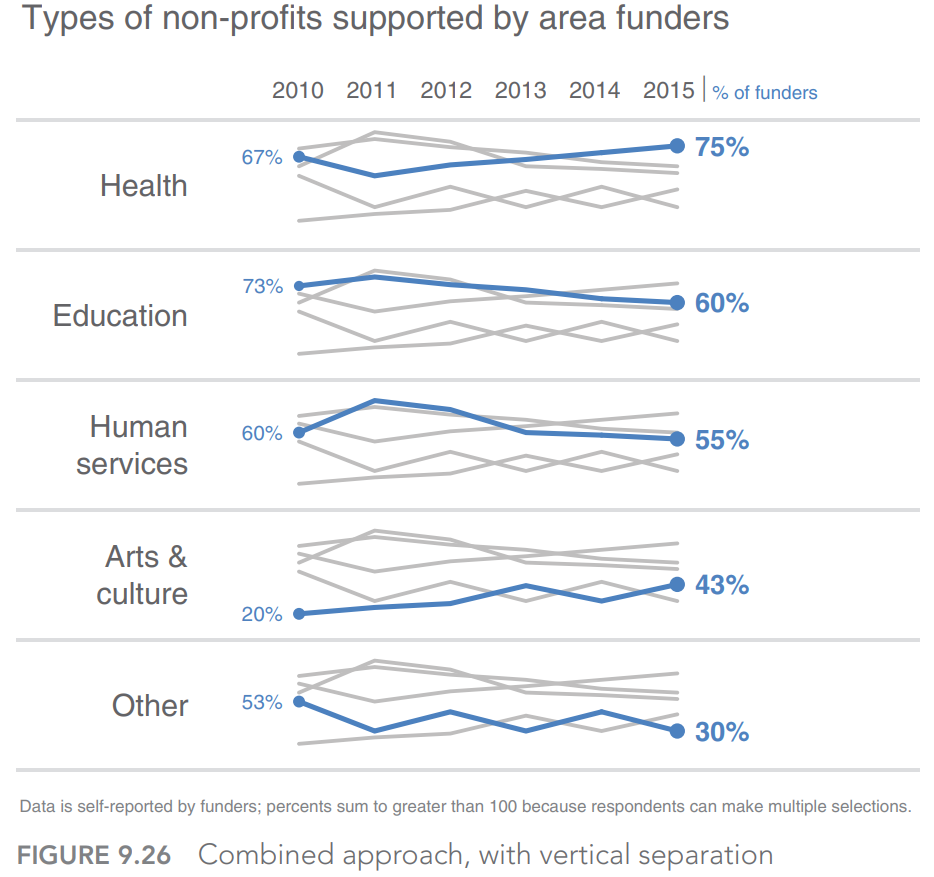 Types of non-profits supported by area funders
2010 2011 2012 2013 2014 2015 % of funders
67% 75%
Health
73% 60%
Education
Human
60% 55%
services
Arts &
culture
43%
20%
53%
Other
30%
Data is self-reported by funders; percents sum to greater than 100 because respondents can make multiple selections.
FIGURE 9.26 Combined approach, with vertical separation